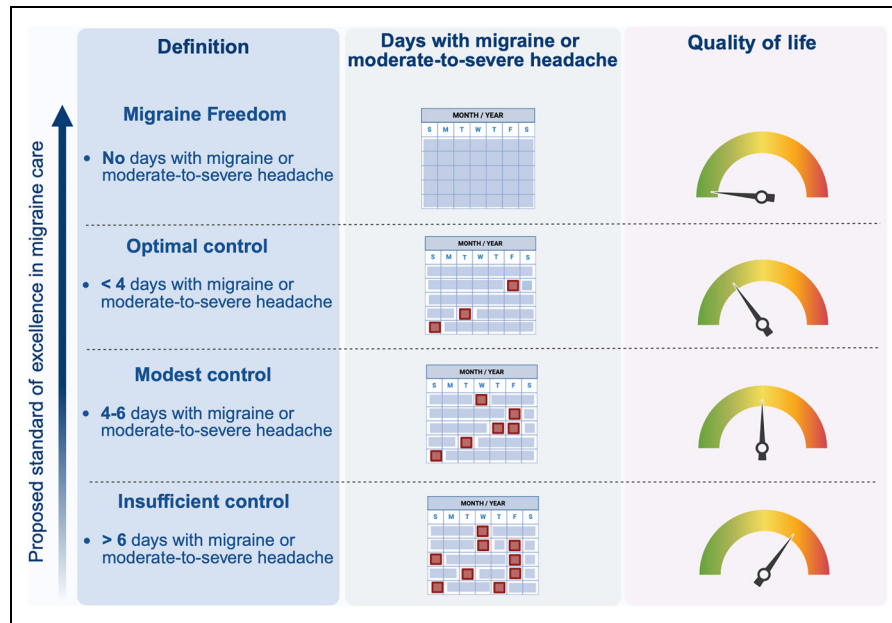 Definition
Days with migraine or
moderate-to-severe headache
Quality of life
Proposed standard of excellence in migraine care
Migraine Freedom
• No days with migraine or
moderate-to-severe headache
MONTH / YEAR
S M T W T F S
Optimal control
• < 4 days with migraine or
moderate-to-severe headache
MONTH / YEAR
S M T W T F S
Modest control
• 4-6 days with migraine or
moderate-to-severe headache
MONTH / YEAR
S M T W T F S
Insufficient control
• > 6 days with migraine or
moderate-to-severe headache
MONTH / YEAR
S M T W T F S